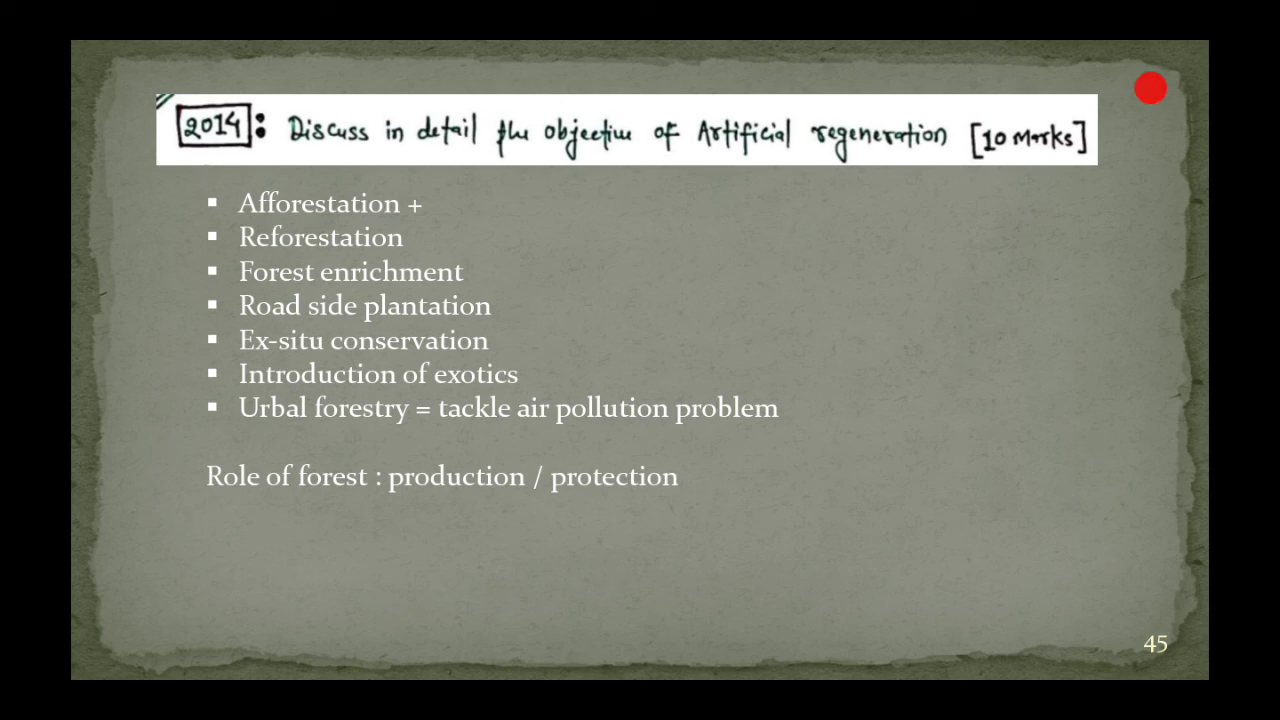 2014 : Discuss in detail the objective of Artificial regeneration [10 Marks]
▪ Afforestation +
▪ Reforestation
▪ Forest enrichment
▪ Road side plantation
▪ Ex-situ conservation
▪ Introduction of exotics
▪ Urbal forestry = tackle air pollution problem
Role of forest : production / protection
45